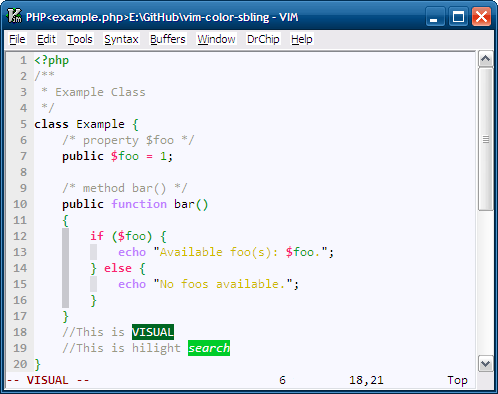 PHP<example.php>E:\GitHub\vim-color-sbling - VIM
File Edit Tools Syntax Buffers Window DrChip Help
1 <?php
2 /**
3  * Example Class
4  */
5 class Example {
6     /* property $foo */
7     public $foo = 1;
8
9     /* method bar() */
10     public function bar()
11     {
12         if ($foo) {
13             echo "Available foo(s): $foo.";
14         } else {
15             echo "No foos available.";
16         }
17     }
18     //This is VISUAL
19     //This is hilight search
20 }
-- VISUAL -- 6 18,21 Top